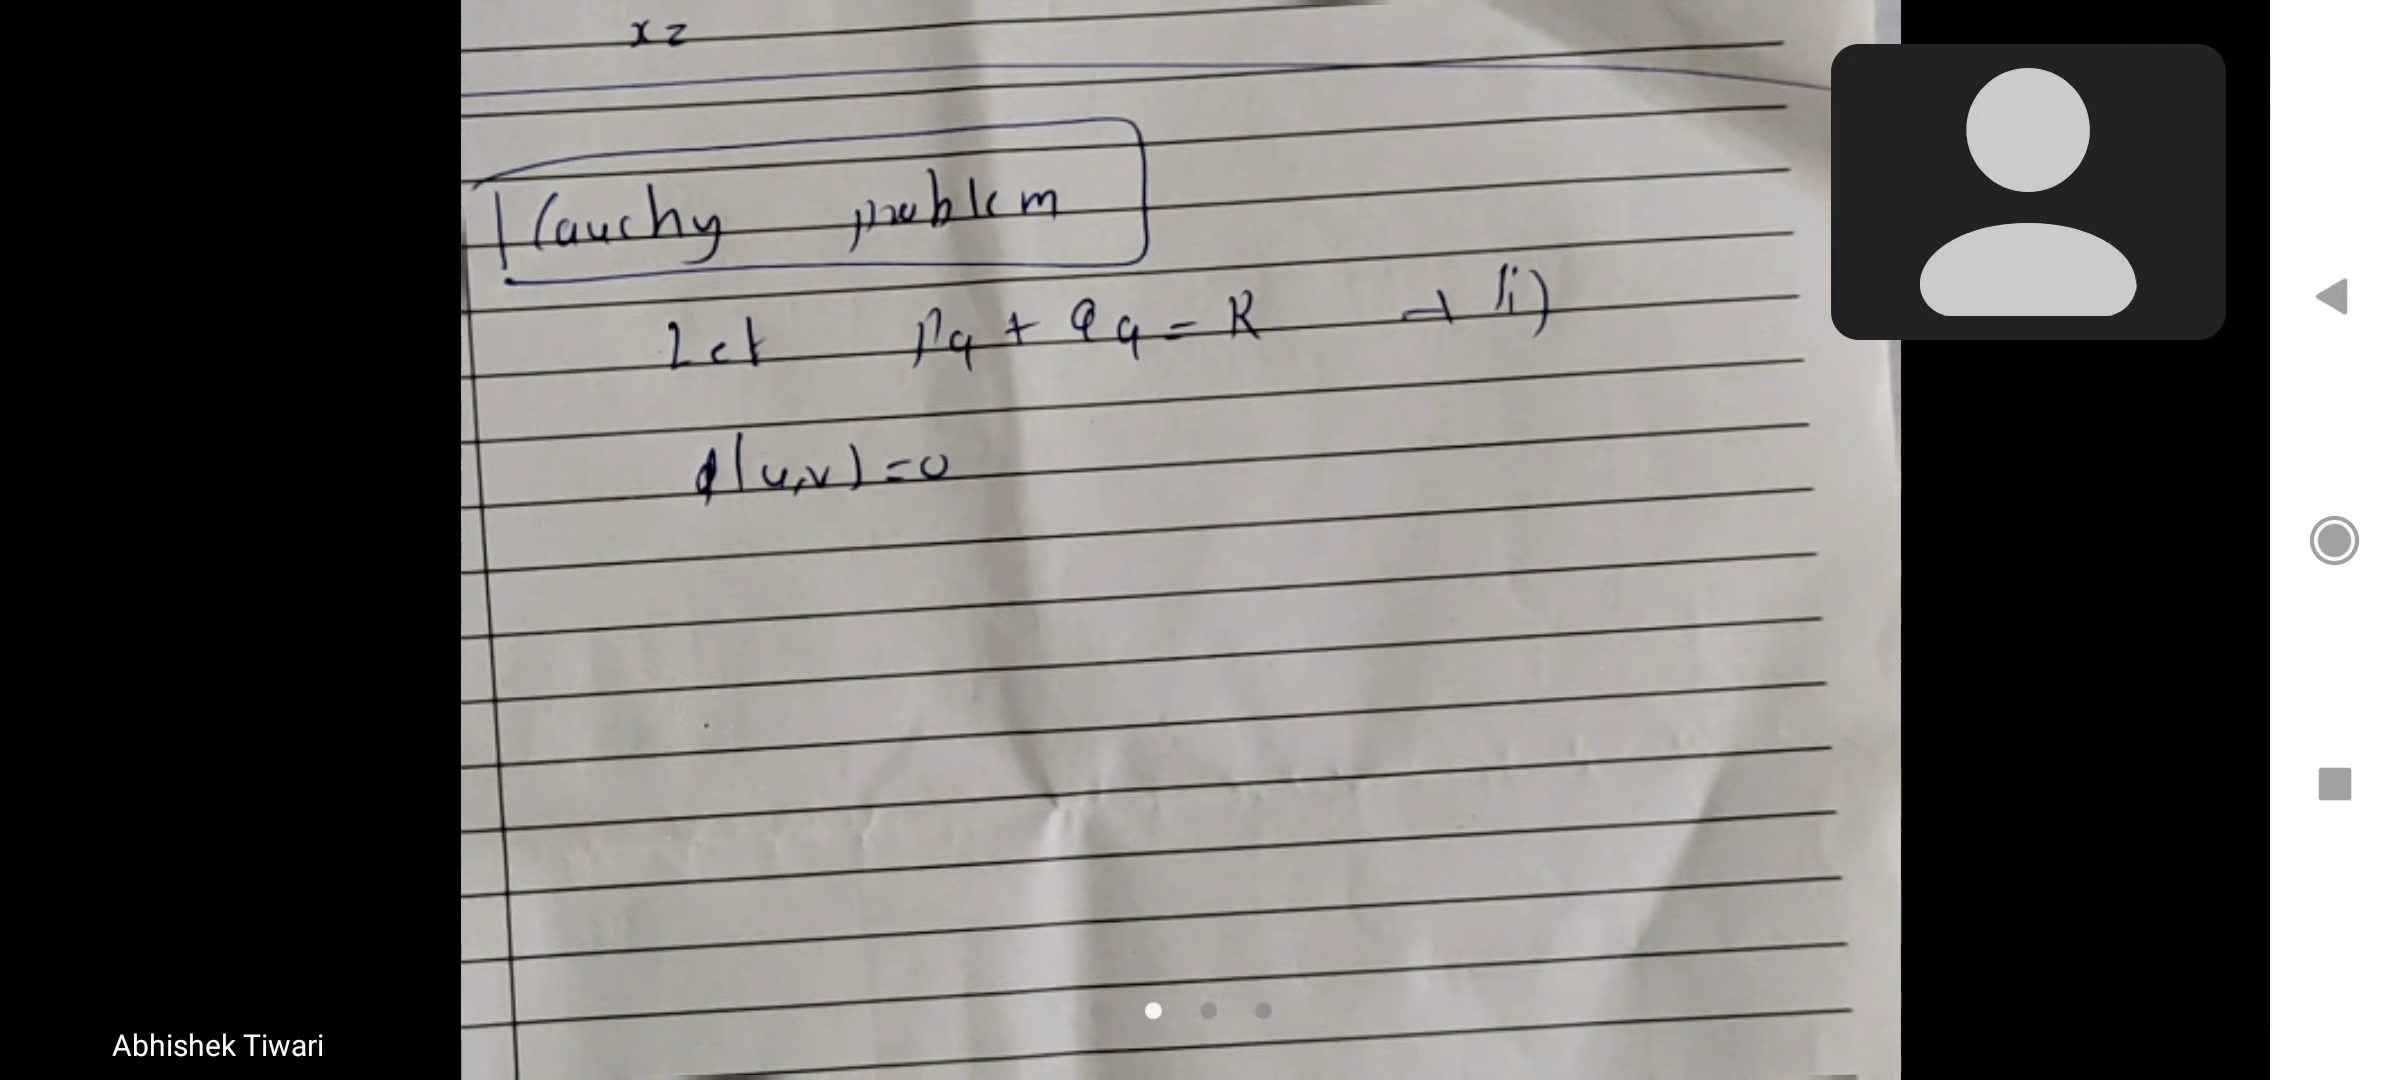 xz
Cauchy problem
Let Pq + Qq = R → (i)
φ(u,v) = 0
Abhishek Tiwari